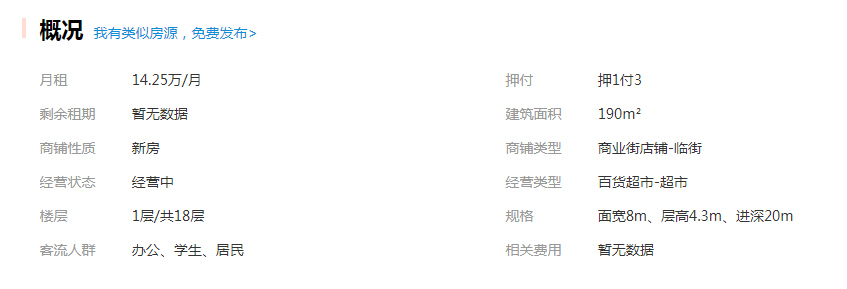 概况 我有类似房源，免费发布>
月租 14.25万/月 押付 押1付3
剩余租期 暂无数据 建筑面积 190m²
商铺性质 新房 商铺类型 商业街店铺-临街
经营状态 经营中 经营类型 百货超市-超市
楼层 1层/共18层 规格 面宽8m、层高4.3m、进深20m
客流人群 办公、学生、居民 相关费用 暂无数据